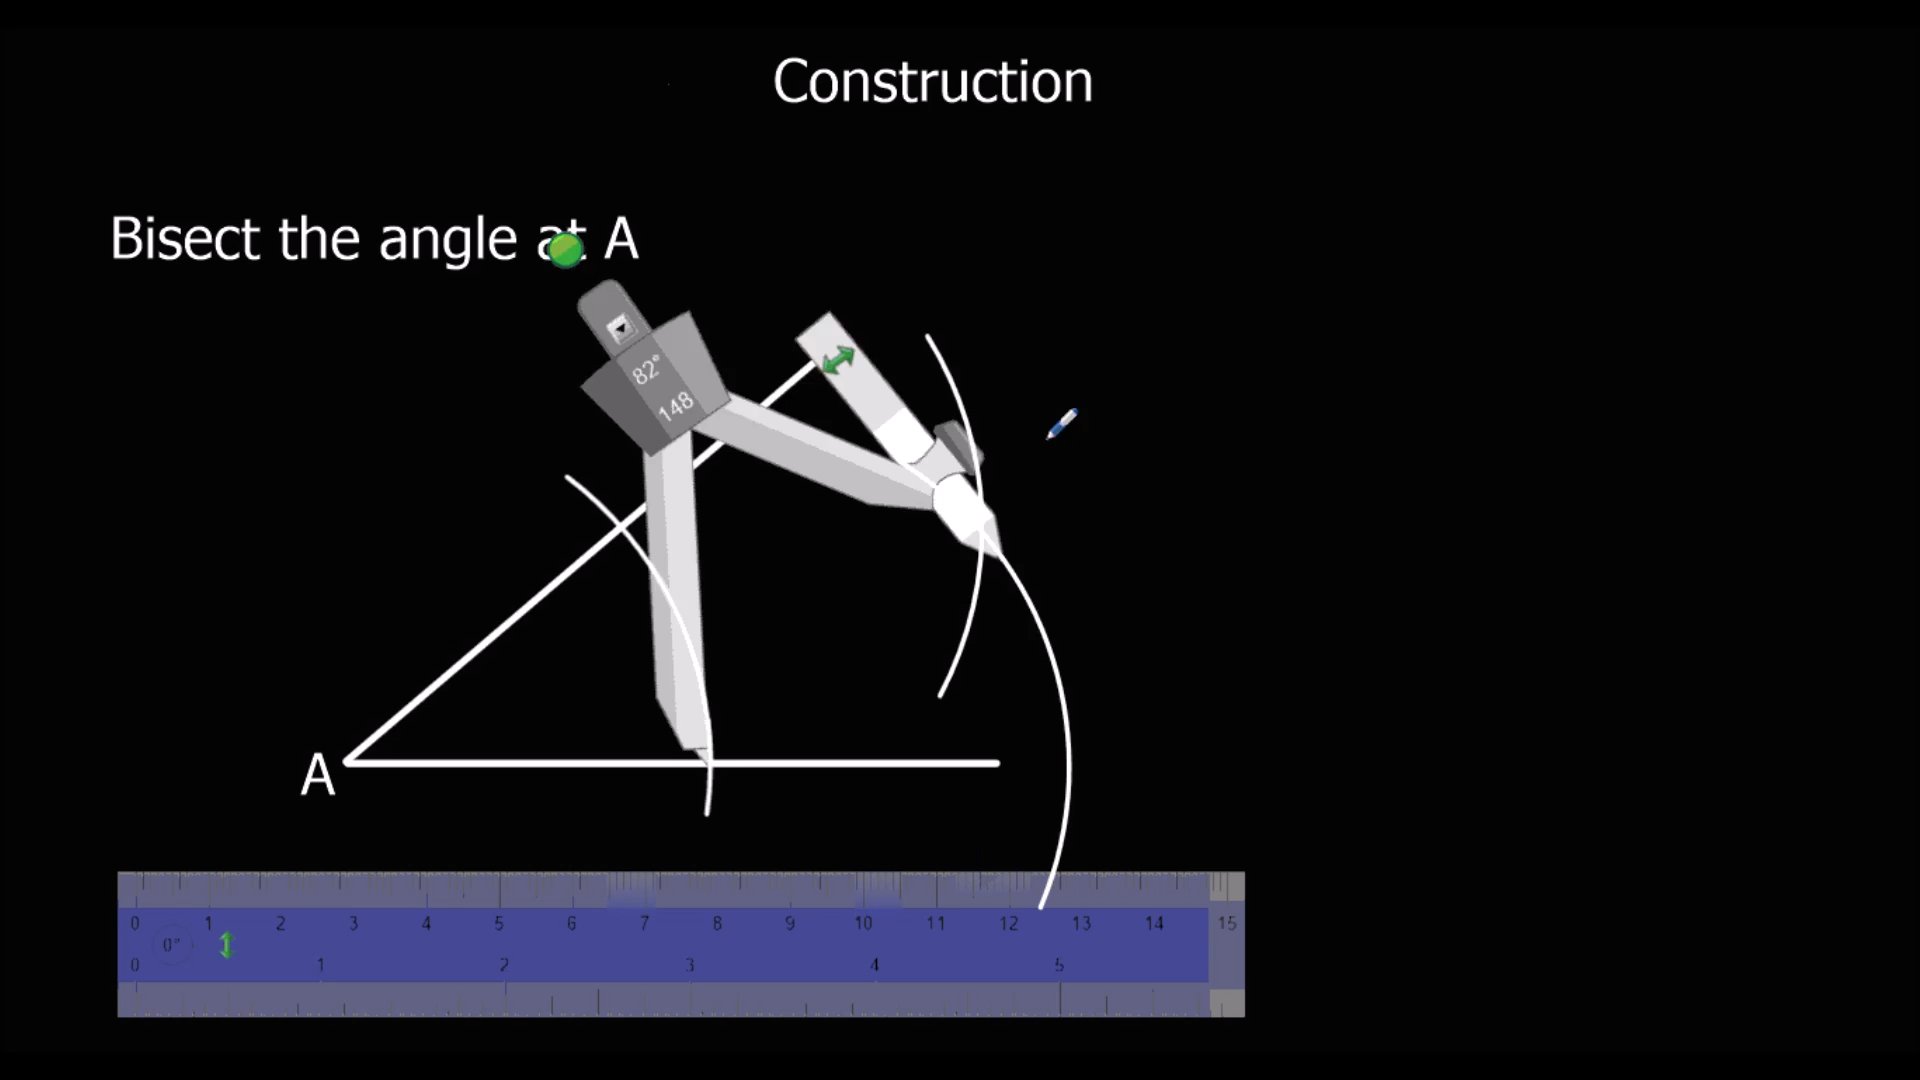 Construction
Bisect the angle at A
82°
148
A
0 1 2 3 4 5 6 7 8 9 10 11 12 13 14 15
0°
0 1 2 3 4 5